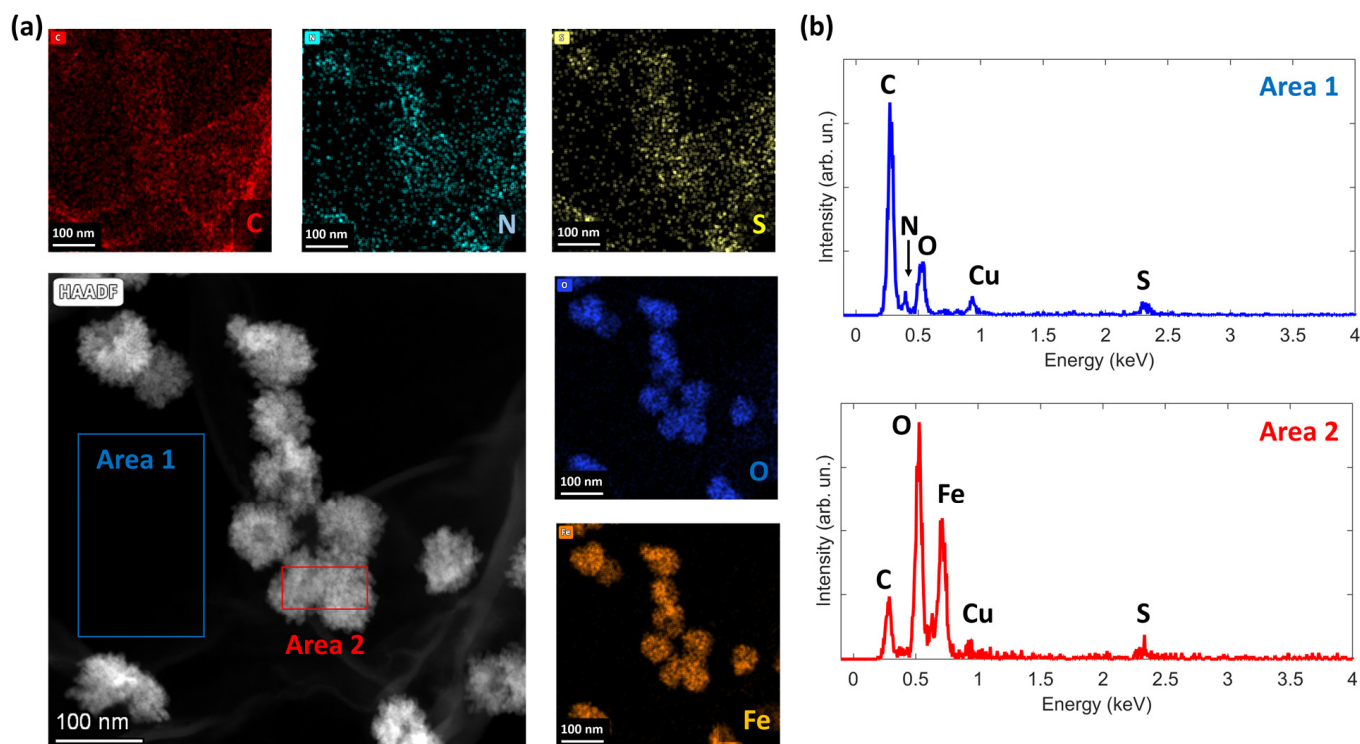 (a)
C
C
100 nm
N
N
100 nm
S
S
100 nm
HAADF
Area 1
Area 2
100 nm
O
O
100 nm
Fe
Fe
100 nm
(b)
Area 1
C
N
O
Cu
S
Intensity (arb. un.)
0 0.5 1 1.5 2 2.5 3 3.5 4
Energy (keV)
Area 2
O
Fe
C
Cu
S
Intensity (arb. un.)
0 0.5 1 1.5 2 2.5 3 3.5 4
Energy (keV)